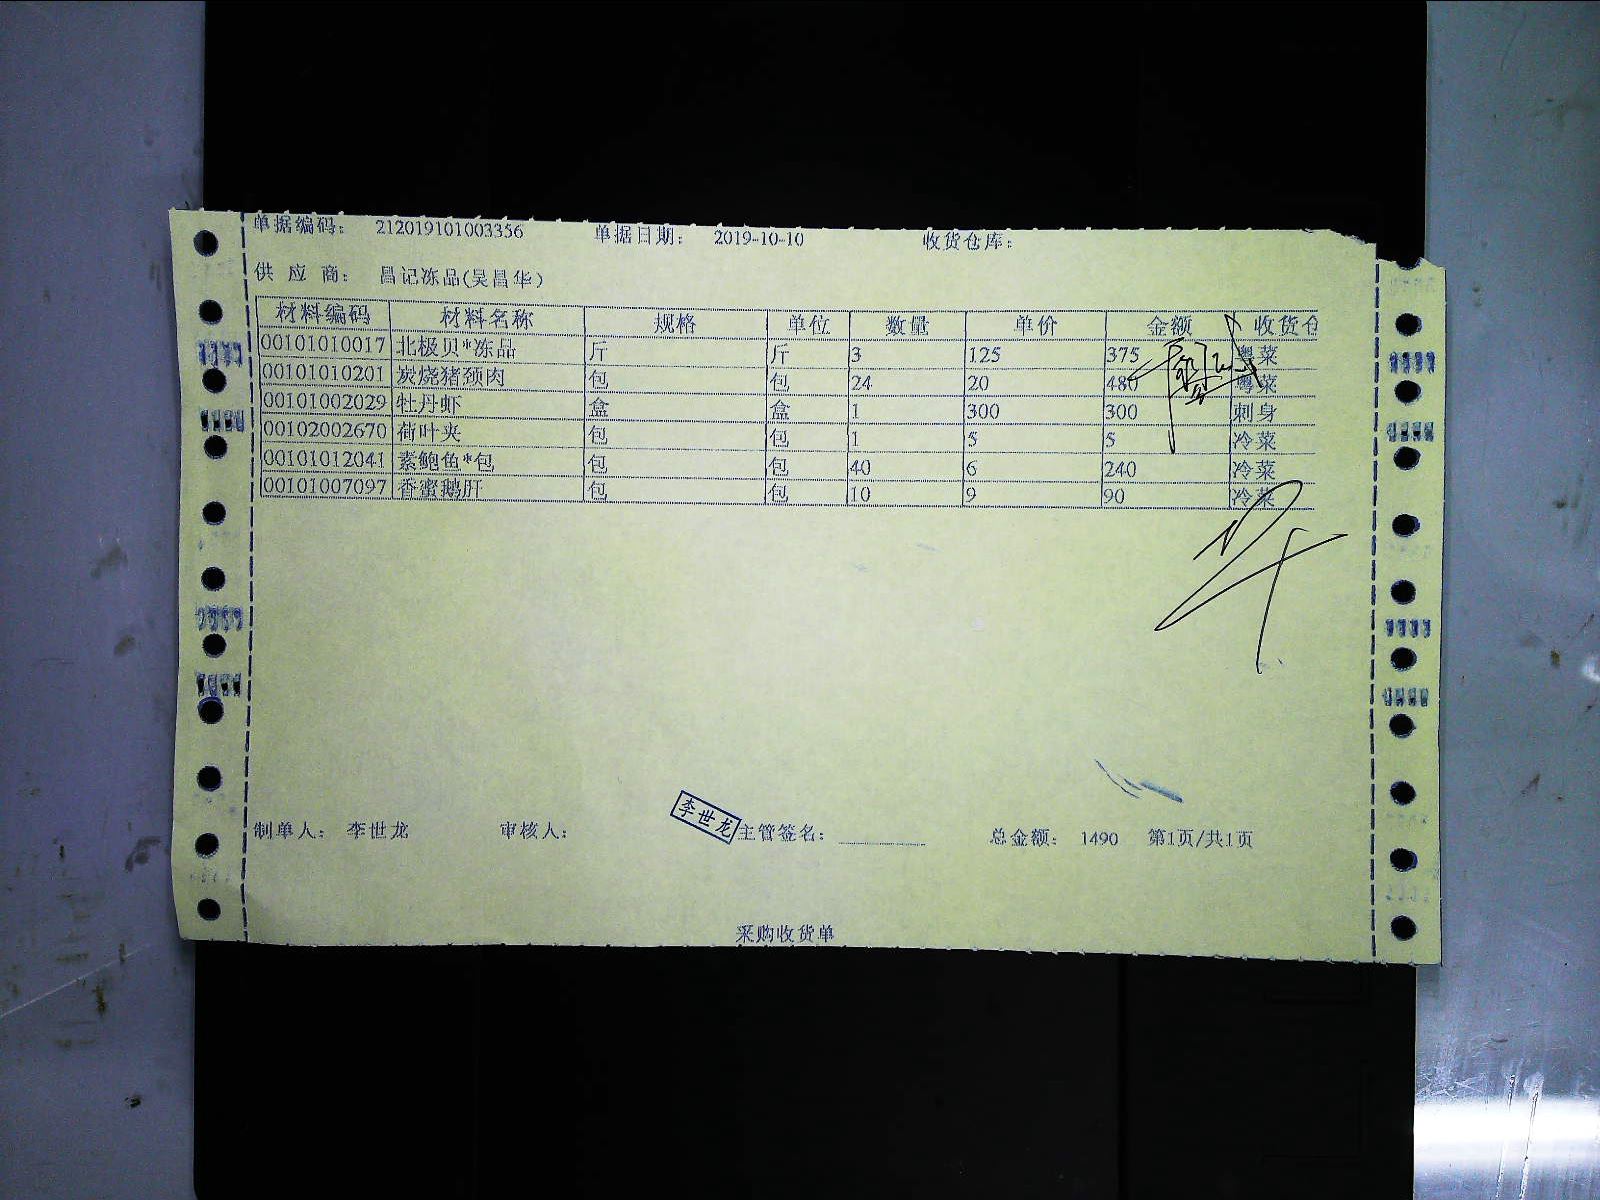 单据编码： 212019101003356 单据日期： 2019-10-10 收货仓库：
供 应 商： 昌记冻品(吴昌华)
材料编码 材料名称 规格 单位 数量 单价 金额 收货仓
00101010017 北极贝*冻品 斤 斤 3 125 375 粤菜
00101010201 炭烧猪颈肉 包 包 24 20 480 粤菜
00101002029 牡丹虾 盒 盒 1 300 300 刺身
00102002670 荷叶夹 包 包 1 5 5 冷菜
00101012041 素鲍鱼*包 包 包 40 6 240 冷菜
00101007097 香蜜鹅肝 包 包 10 9 90 冷菜
制单人： 李世龙 审核人： 李世龙 主管签名： 总金额： 1490 第1页/共1页
采购收货单